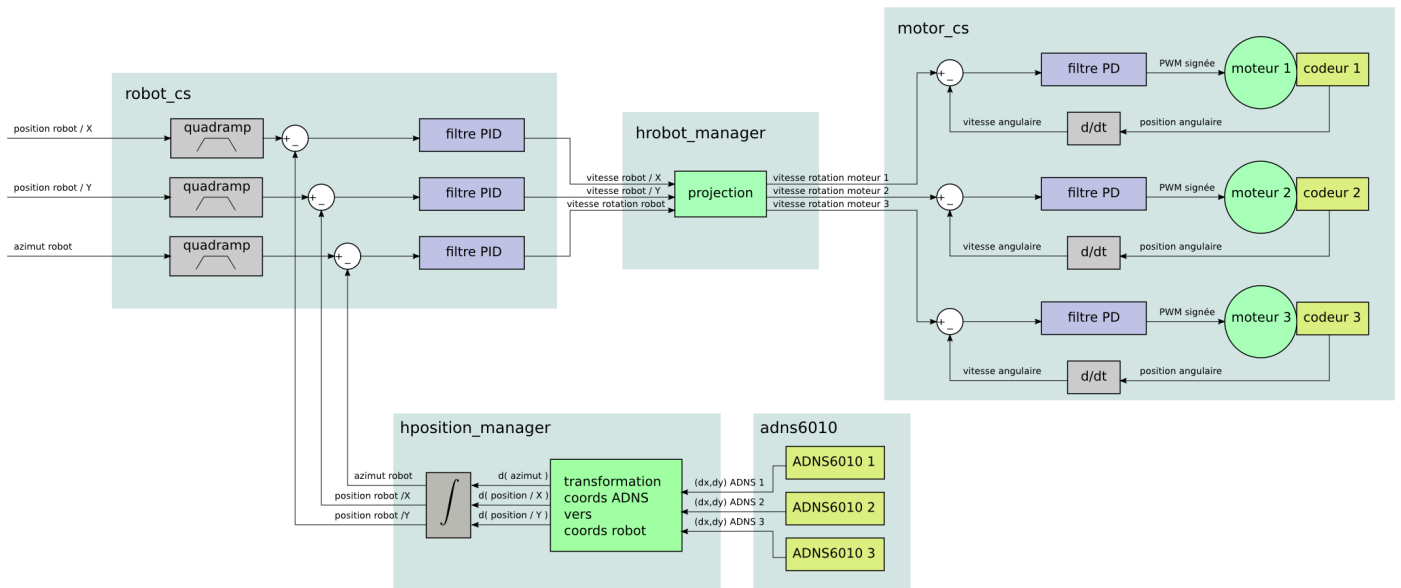 motor_cs
filtre PD
PWM signée
moteur 1
codeur 1
+
_
vitesse angulaire
d/dt
position angulaire
filtre PD
PWM signée
moteur 2
codeur 2
+
_
vitesse angulaire
d/dt
position angulaire
filtre PD
PWM signée
moteur 3
codeur 3
+
_
vitesse angulaire
d/dt
position angulaire
robot_cs
position robot / X
quadramp
+
_
filtre PID
position robot / Y
quadramp
+
_
filtre PID
azimut robot
quadramp
+
_
filtre PID
hrobot_manager
vitesse robot / X
vitesse robot / Y
vitesse rotation robot
projection
vitesse rotation moteur 1
vitesse rotation moteur 2
vitesse rotation moteur 3
hposition_manager
azimut robot
position robot /X
position robot /Y
∫
d( azimut )
d( position / X )
d( position / Y )
transformation
coords ADNS
vers
coords robot
(dx,dy) ADNS 1
(dx,dy) ADNS 2
(dx,dy) ADNS 3
adns6010
ADNS6010 1
ADNS6010 2
ADNS6010 3